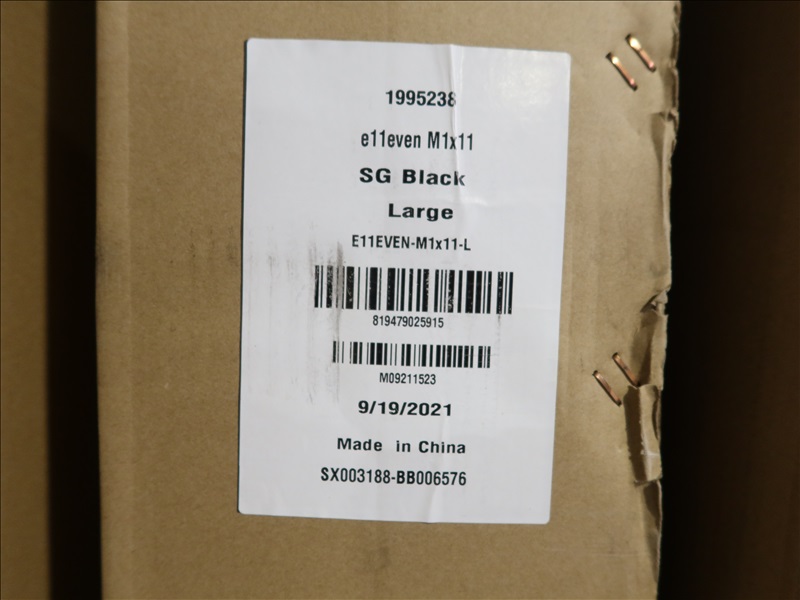 1995238
e11even M1x11
SG Black
Large
E11EVEN-M1x11-L
819479025915
M09211523
9/19/2021
Made in China
SX003188-BB006576